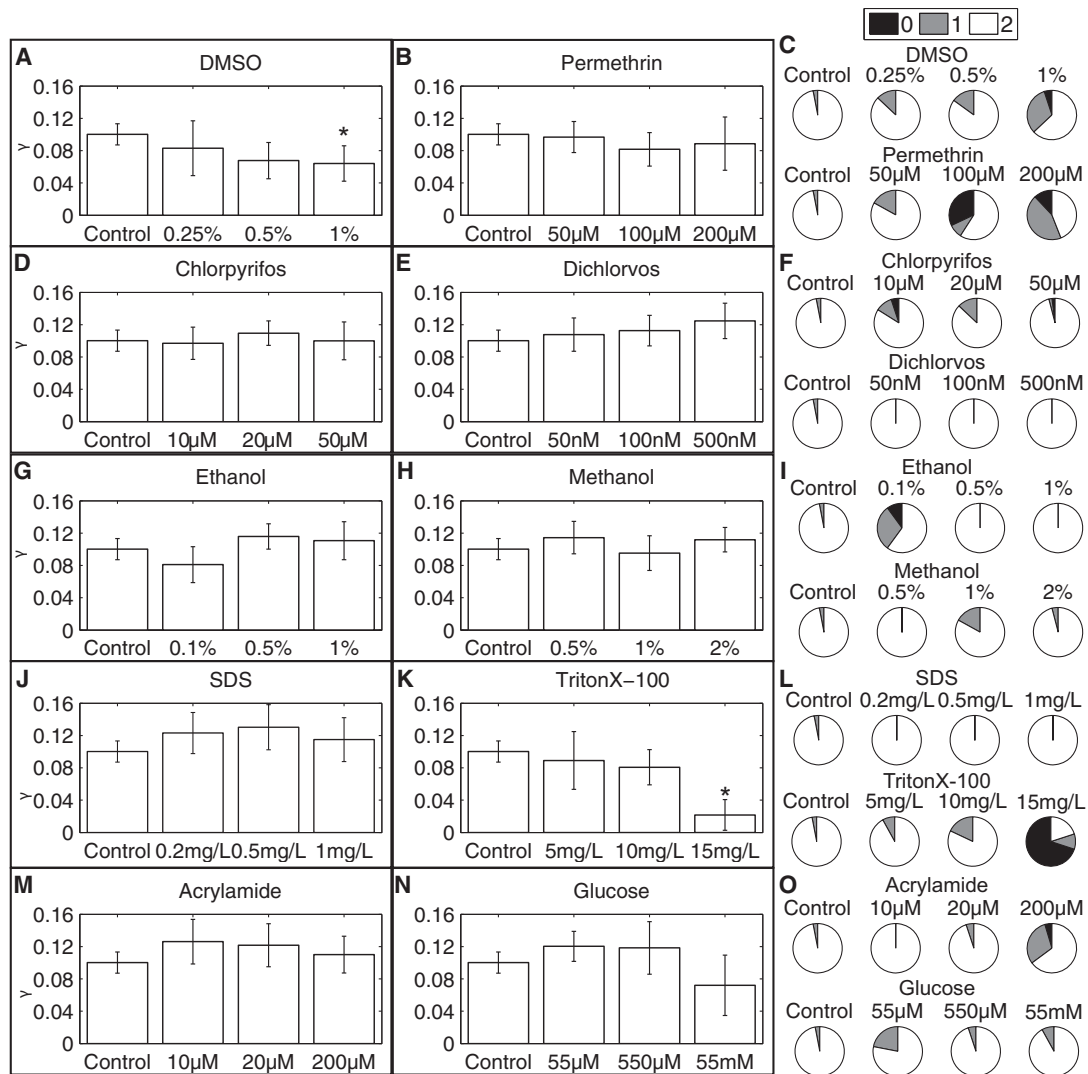 0 1 2
A DMSO
0.16
0.12
0.08
0.04
0
γ
*
Control 0.25% 0.5% 1%
B Permethrin
Control 50µM 100µM 200µM
C DMSO
Control 0.25% 0.5% 1%
Permethrin
Control 50µM 100µM 200µM
D Chlorpyrifos
0.16
0.12
0.08
0.04
0
γ
Control 10µM 20µM 50µM
E Dichlorvos
0.16
0.12
0.08
0.04
0
Control 50nM 100nM 500nM
F Chlorpyrifos
Control 10µM 20µM 50µM
Dichlorvos
Control 50nM 100nM 500nM
G Ethanol
0.16
0.12
0.08
0.04
0
γ
Control 0.1% 0.5% 1%
H Methanol
0.16
0.12
0.08
0.04
0
Control 0.5% 1% 2%
I Ethanol
Control 0.1% 0.5% 1%
Methanol
Control 0.5% 1% 2%
J SDS
0.16
0.12
0.08
0.04
0
γ
Control 0.2mg/L 0.5mg/L 1mg/L
K TritonX−100
0.16
0.12
0.08
0.04
0
*
Control 5mg/L 10mg/L 15mg/L
L SDS
Control 0.2mg/L 0.5mg/L 1mg/L
TritonX-100
Control 5mg/L 10mg/L 15mg/L
M Acrylamide
0.16
0.12
0.08
0.04
0
γ
Control 10µM 20µM 200µM
N Glucose
0.16
0.12
0.08
0.04
0
Control 55µM 550µM 55mM
O Acrylamide
Control 10µM 20µM 200µM
Glucose
Control 55µM 550µM 55mM